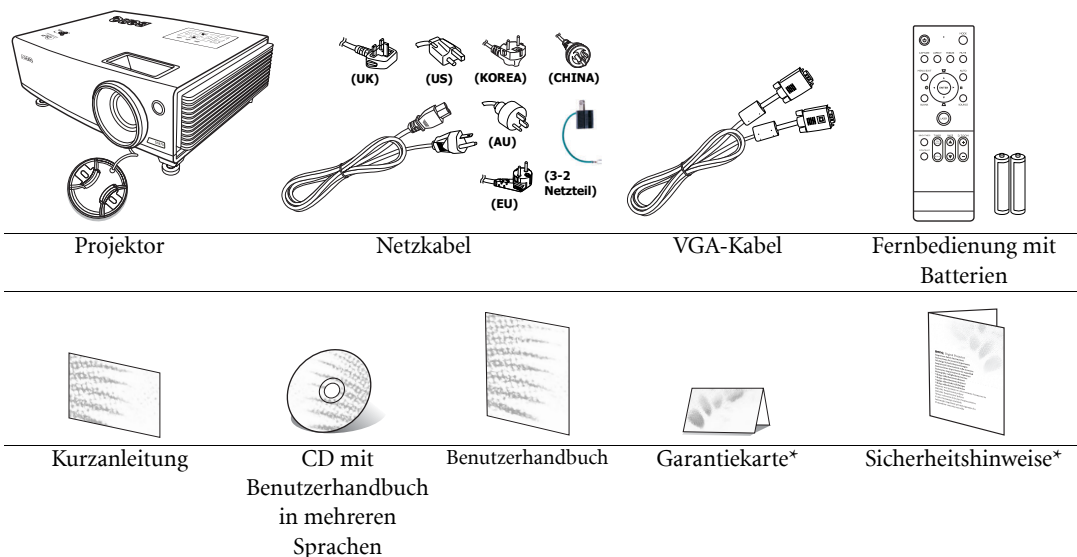 (UK)
(US)
(KOREA)
(CHINA)
(AU)
(3-2
Netzteil)
(EU)
Projektor
Netzkabel
VGA-Kabel
Fernbedienung mit
Batterien
Kurzanleitung
CD mit
Benutzerhandbuch
in mehreren
Sprachen
Benutzerhandbuch
Garantiekarte*
Sicherheitshinweise*